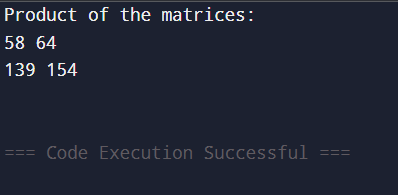 Product of the matrices:
58 64
139 154
=== Code Execution Successful ===